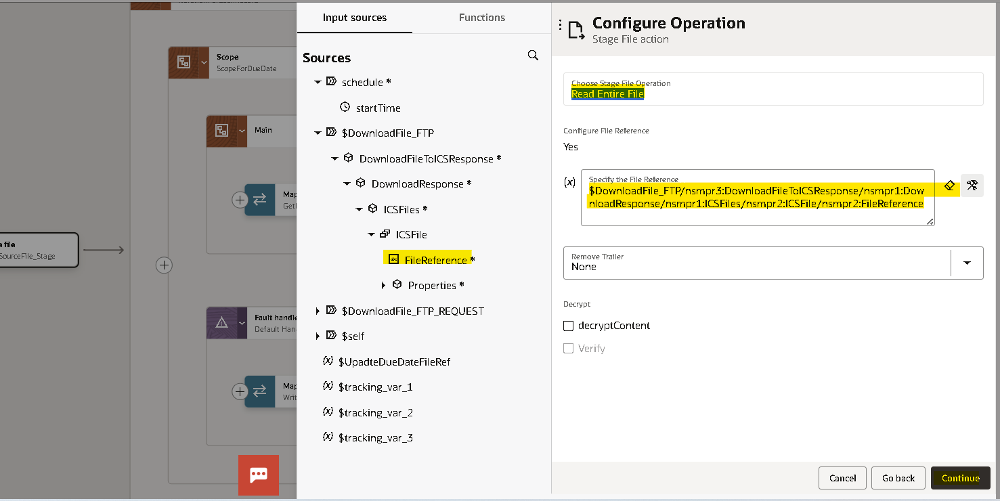 Scope
ScopeForDueDate
Main
Map
Get
e file
SourceFile_Stage
Fault handle
Default Han
Map
Writ
Input sources
Functions
Sources
schedule *
startTime
$DownloadFile_FTP
DownloadFileToICSResponse *
DownloadResponse *
ICSFiles *
ICSFile
FileReference *
Properties *
$DownloadFile_FTP_REQUEST
$self
(x) $UpadteDueDateFileRef
(x) $tracking_var_1
(x) $tracking_var_2
(x) $tracking_var_3
Configure Operation
Stage File action
Choose Stage File Operation
Read Entire File
Configure File Reference
Yes
(x)
Specify the File Reference
$DownloadFile_FTP/nsmpr3:DownloadFileToICSResponse/nsmpr1:Dow
nloadResponse/nsmpr1:ICSFiles/nsmpr2:ICSFile/nsmpr2:FileReference
Remove Trailer
None
Decrypt
decryptContent
Verify
Cancel
Go back
Continue